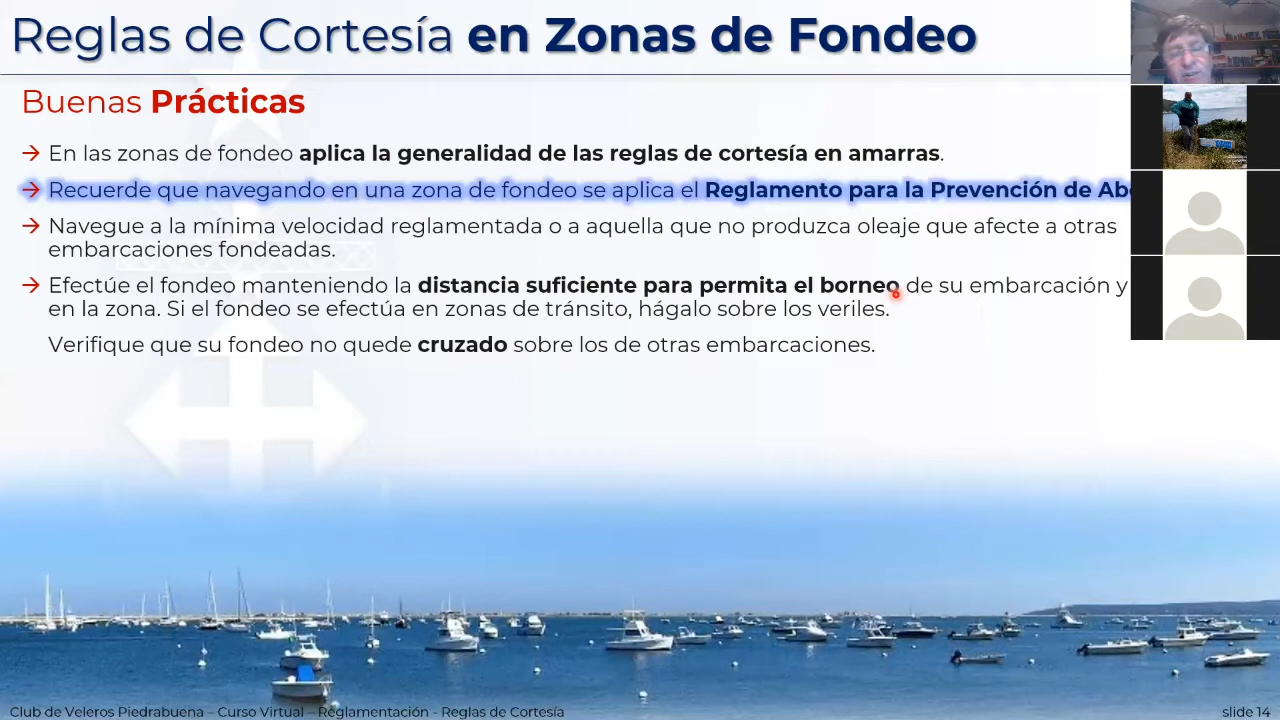 Reglas de Cortesía en Zonas de Fondeo
Buenas Prácticas
→ En las zonas de fondeo aplica la generalidad de las reglas de cortesía en amarras.
→ Recuerde que navegando en una zona de fondeo se aplica el Reglamento para la Prevención de
→ Navegue a la mínima velocidad reglamentada o a aquella que no produzca oleaje que afecte a otras
embarcaciones fondeadas.
→ Efectúe el fondeo manteniendo la distancia suficiente para permita el borneo de su embarcación y
en la zona. Si el fondeo se efectúa en zonas de tránsito, hágalo sobre los veriles.
Verifique que su fondeo no quede cruzado sobre los de otras embarcaciones.
Club de Veleros Piedrabuena – Curso Virtual – Reglamentación - Reglas de Cortesía
slide 14